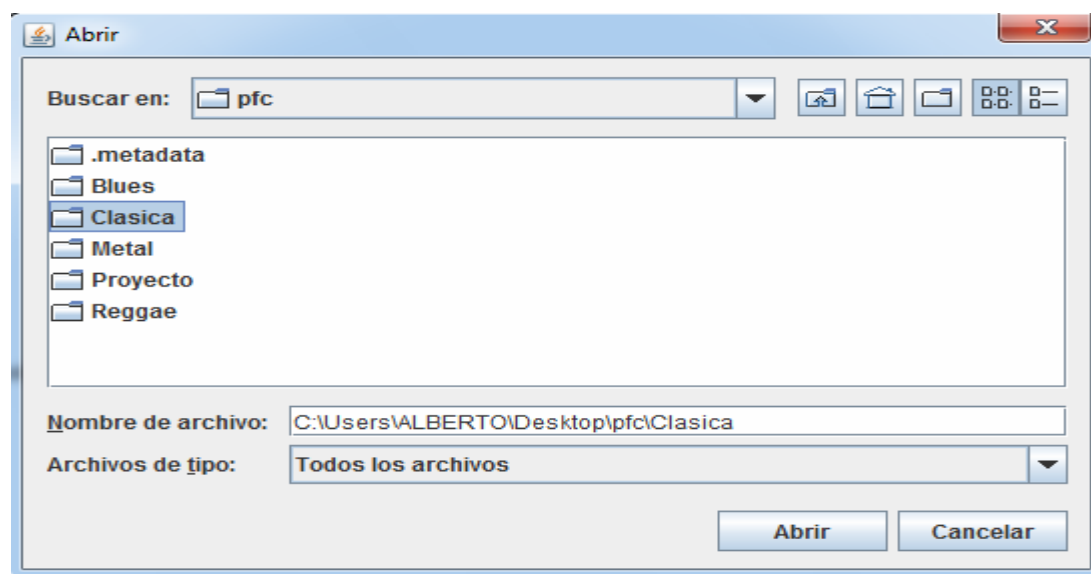 Abrir
Buscar en: pfc
.metadata
Blues
Clasica
Metal
Proyecto
Reggae
Nombre de archivo: C:\Users\ALBERTO\Desktop\pfc\Clasica
Archivos de tipo: Todos los archivos
Abrir Cancelar